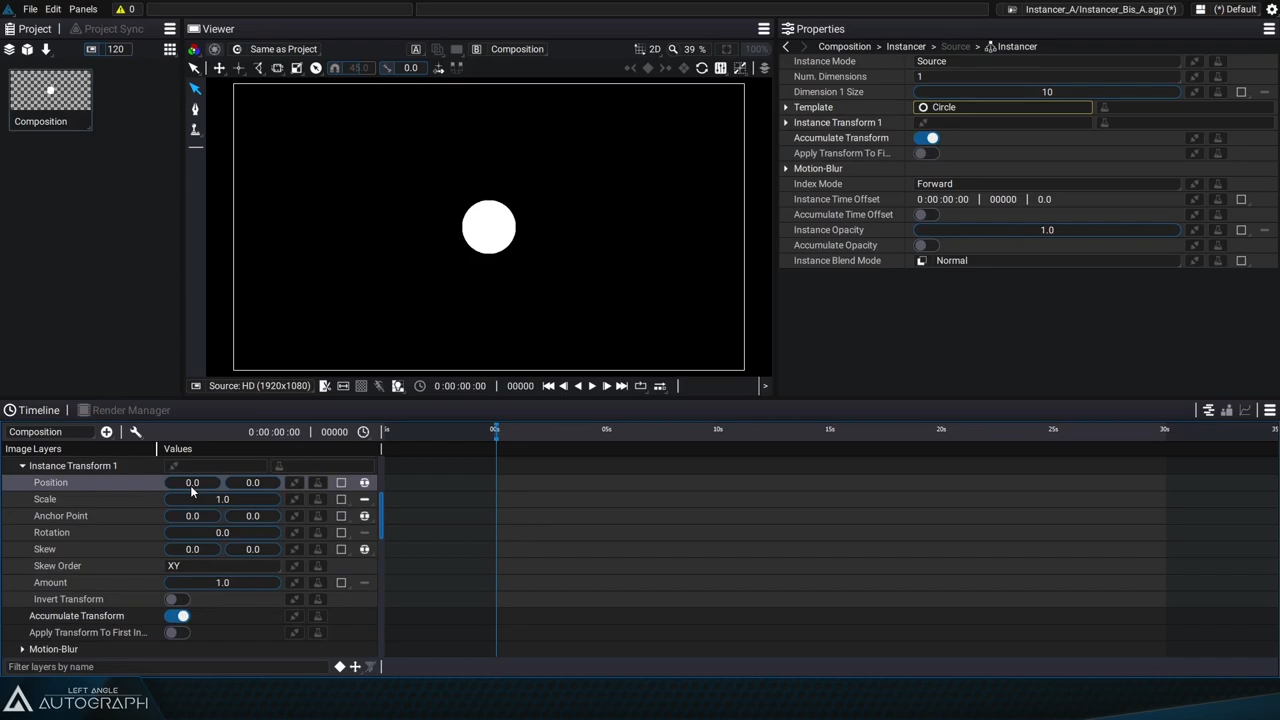 File Edit Panels 0 Instancer_A/Instancer_Bis_A.agp (*) (*) Default
Project Project Sync Viewer Properties
120 Same as Project A B Composition 2D 39 % 100% Composition Instancer Source Instancer
45.0 0.0
Composition
Instance Mode Source
Num. Dimensions 1
Dimension 1 Size 10
Template Circle
Instance Transform 1
Accumulate Transform
Apply Transform To Fi...
Motion-Blur
Index Mode Forward
Instance Time Offset 0:00:00:00 00000 0.0
Accumulate Time Offset
Instance Opacity 1.0
Accumulate Opacity
Instance Blend Mode Normal
Source: HD (1920x1080) 0:00:00:00 00000
Timeline Render Manager
Composition 0:00:00:00 00000 05s 10s 15s 20s 25s 30s
Image Layers Values
Instance Transform 1
Position 0.0 0.0
Scale 1.0
Anchor Point 0.0 0.0
Rotation 0.0
Skew 0.0 0.0
Skew Order XY
Amount 1.0
Invert Transform
Accumulate Transform
Apply Transform To First In...
Motion-Blur
Filter layers by name
LEFT ANGLE
AUTOGRAPH